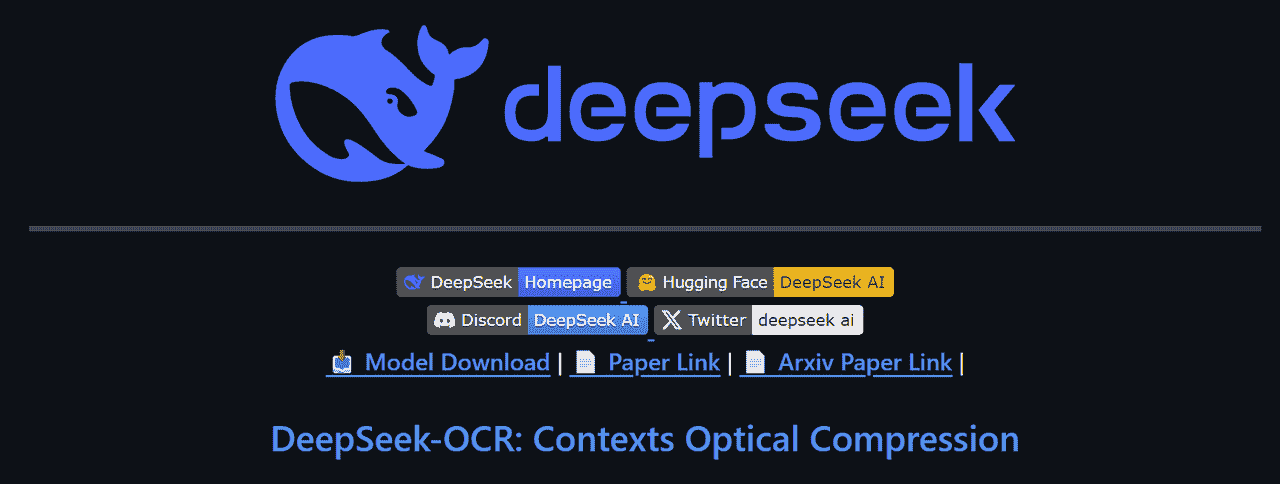 deepseek
DeepSeek Homepage Hugging Face DeepSeek AI
Discord DeepSeek AI Twitter deepseek ai
Model Download | Paper Link | Arxiv Paper Link |
DeepSeek-OCR: Contexts Optical Compression